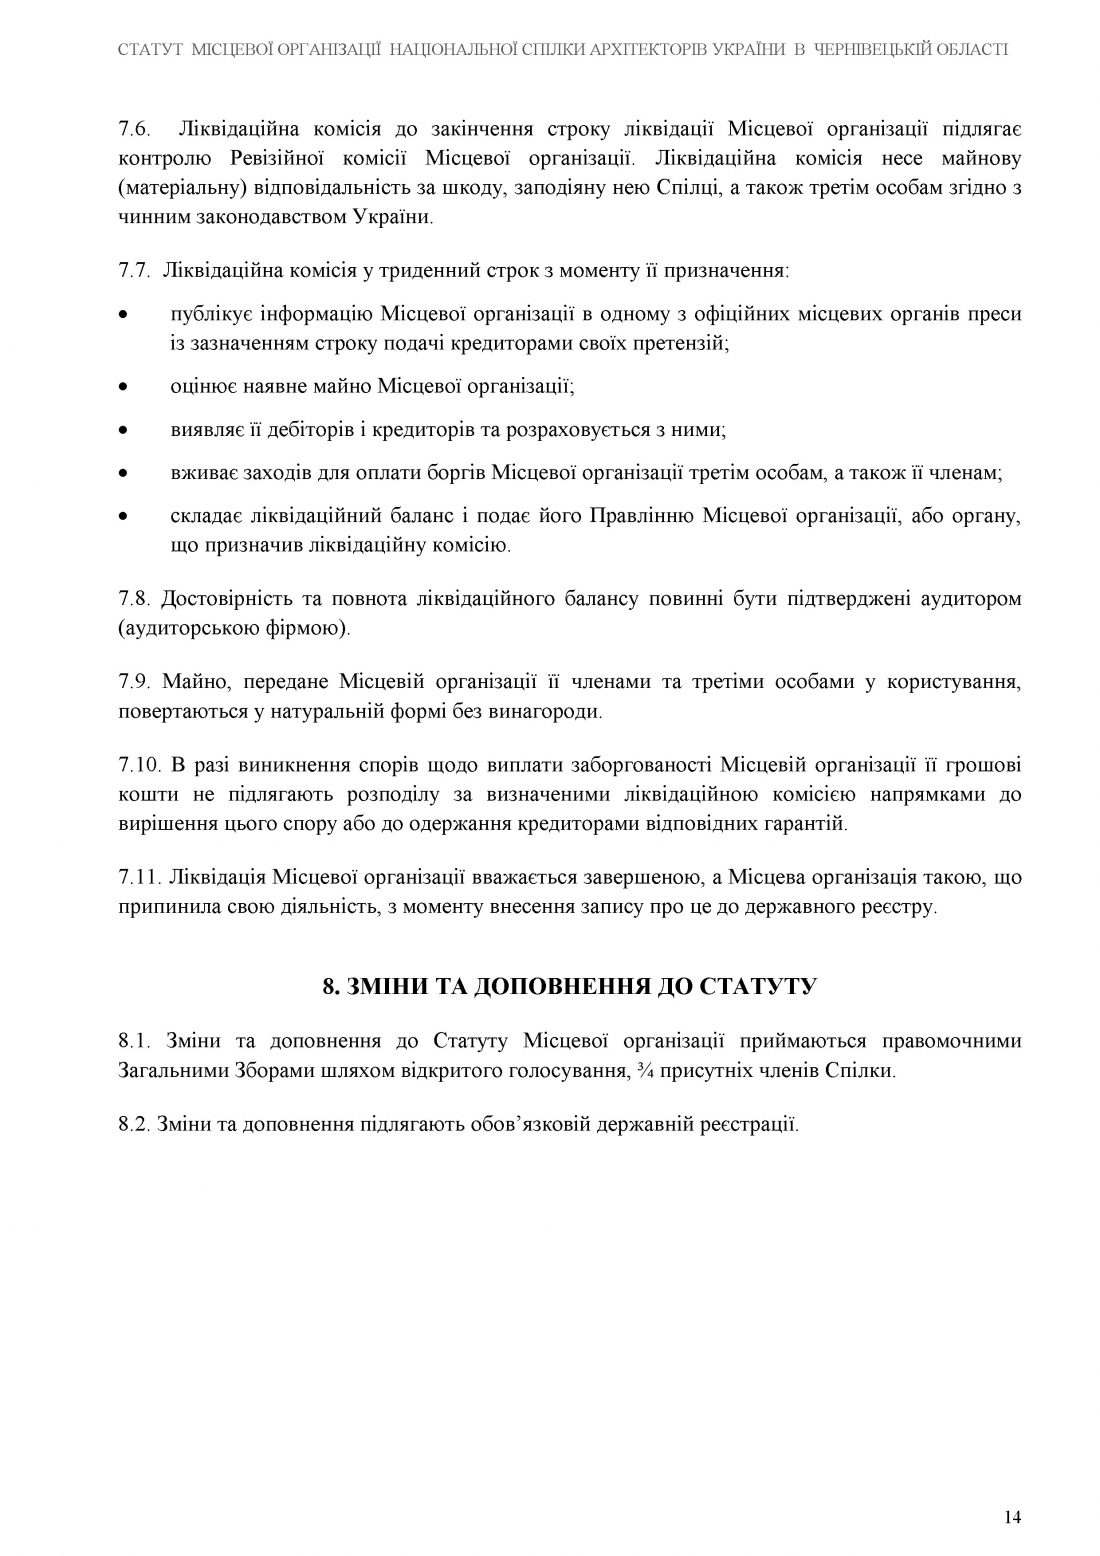 СТАТУТ МІСЦЕВОЇ ОРГАНІЗАЦІЇ НАЦІОНАЛЬНОЇ СПІЛКИ АРХІТЕКТОРІВ УКРАЇНИ В ЧЕРНІВЕЦЬКІЙ ОБЛАСТІ
7.6. Ліквідаційна комісія до закінчення строку ліквідації Місцевої організації підлягає
контролю Ревізійної комісії Місцевої організації. Ліквідаційна комісія несе майнову
(матеріальну) відповідальність за шкоду, заподіяну нею Спілці, а також третім особам згідно з
чинним законодавством України.
7.7. Ліквідаційна комісія у триденний строк з моменту її призначення:
• публікує інформацію Місцевої організації в одному з офіційних місцевих органів преси
із зазначенням строку подачі кредиторами своїх претензій;
• оцінює наявне майно Місцевої організації;
• виявляє її дебіторів і кредиторів та розраховується з ними;
• вживає заходів для оплати боргів Місцевої організації третім особам, а також її членам;
• складає ліквідаційний баланс і подає його Правлінню Місцевої організації, або органу,
що призначив ліквідаційну комісію.
7.8. Достовірність та повнота ліквідаційного балансу повинні бути підтверджені аудитором
(аудиторською фірмою).
7.9. Майно, передане Місцевій організації її членами та третіми особами у користування,
повертаються у натуральній формі без винагороди.
7.10. В разі виникнення спорів щодо виплати заборгованості Місцевій організації її грошові
кошти не підлягають розподілу за визначеними ліквідаційною комісією напрямками до
вирішення цього спору або до одержання кредиторами відповідних гарантій.
7.11. Ліквідація Місцевої організації вважається завершеною, а Місцева організація такою, що
припинила свою діяльність, з моменту внесення запису про це до державного реєстру.
8. ЗМІНИ ТА ДОПОВНЕННЯ ДО СТАТУТУ
8.1. Зміни та доповнення до Статуту Місцевої організації приймаються правомочними
Загальними Зборами шляхом відкритого голосування, ¾ присутніх членів Спілки.
8.2. Зміни та доповнення підлягають обов’язковій державній реєстрації.
14